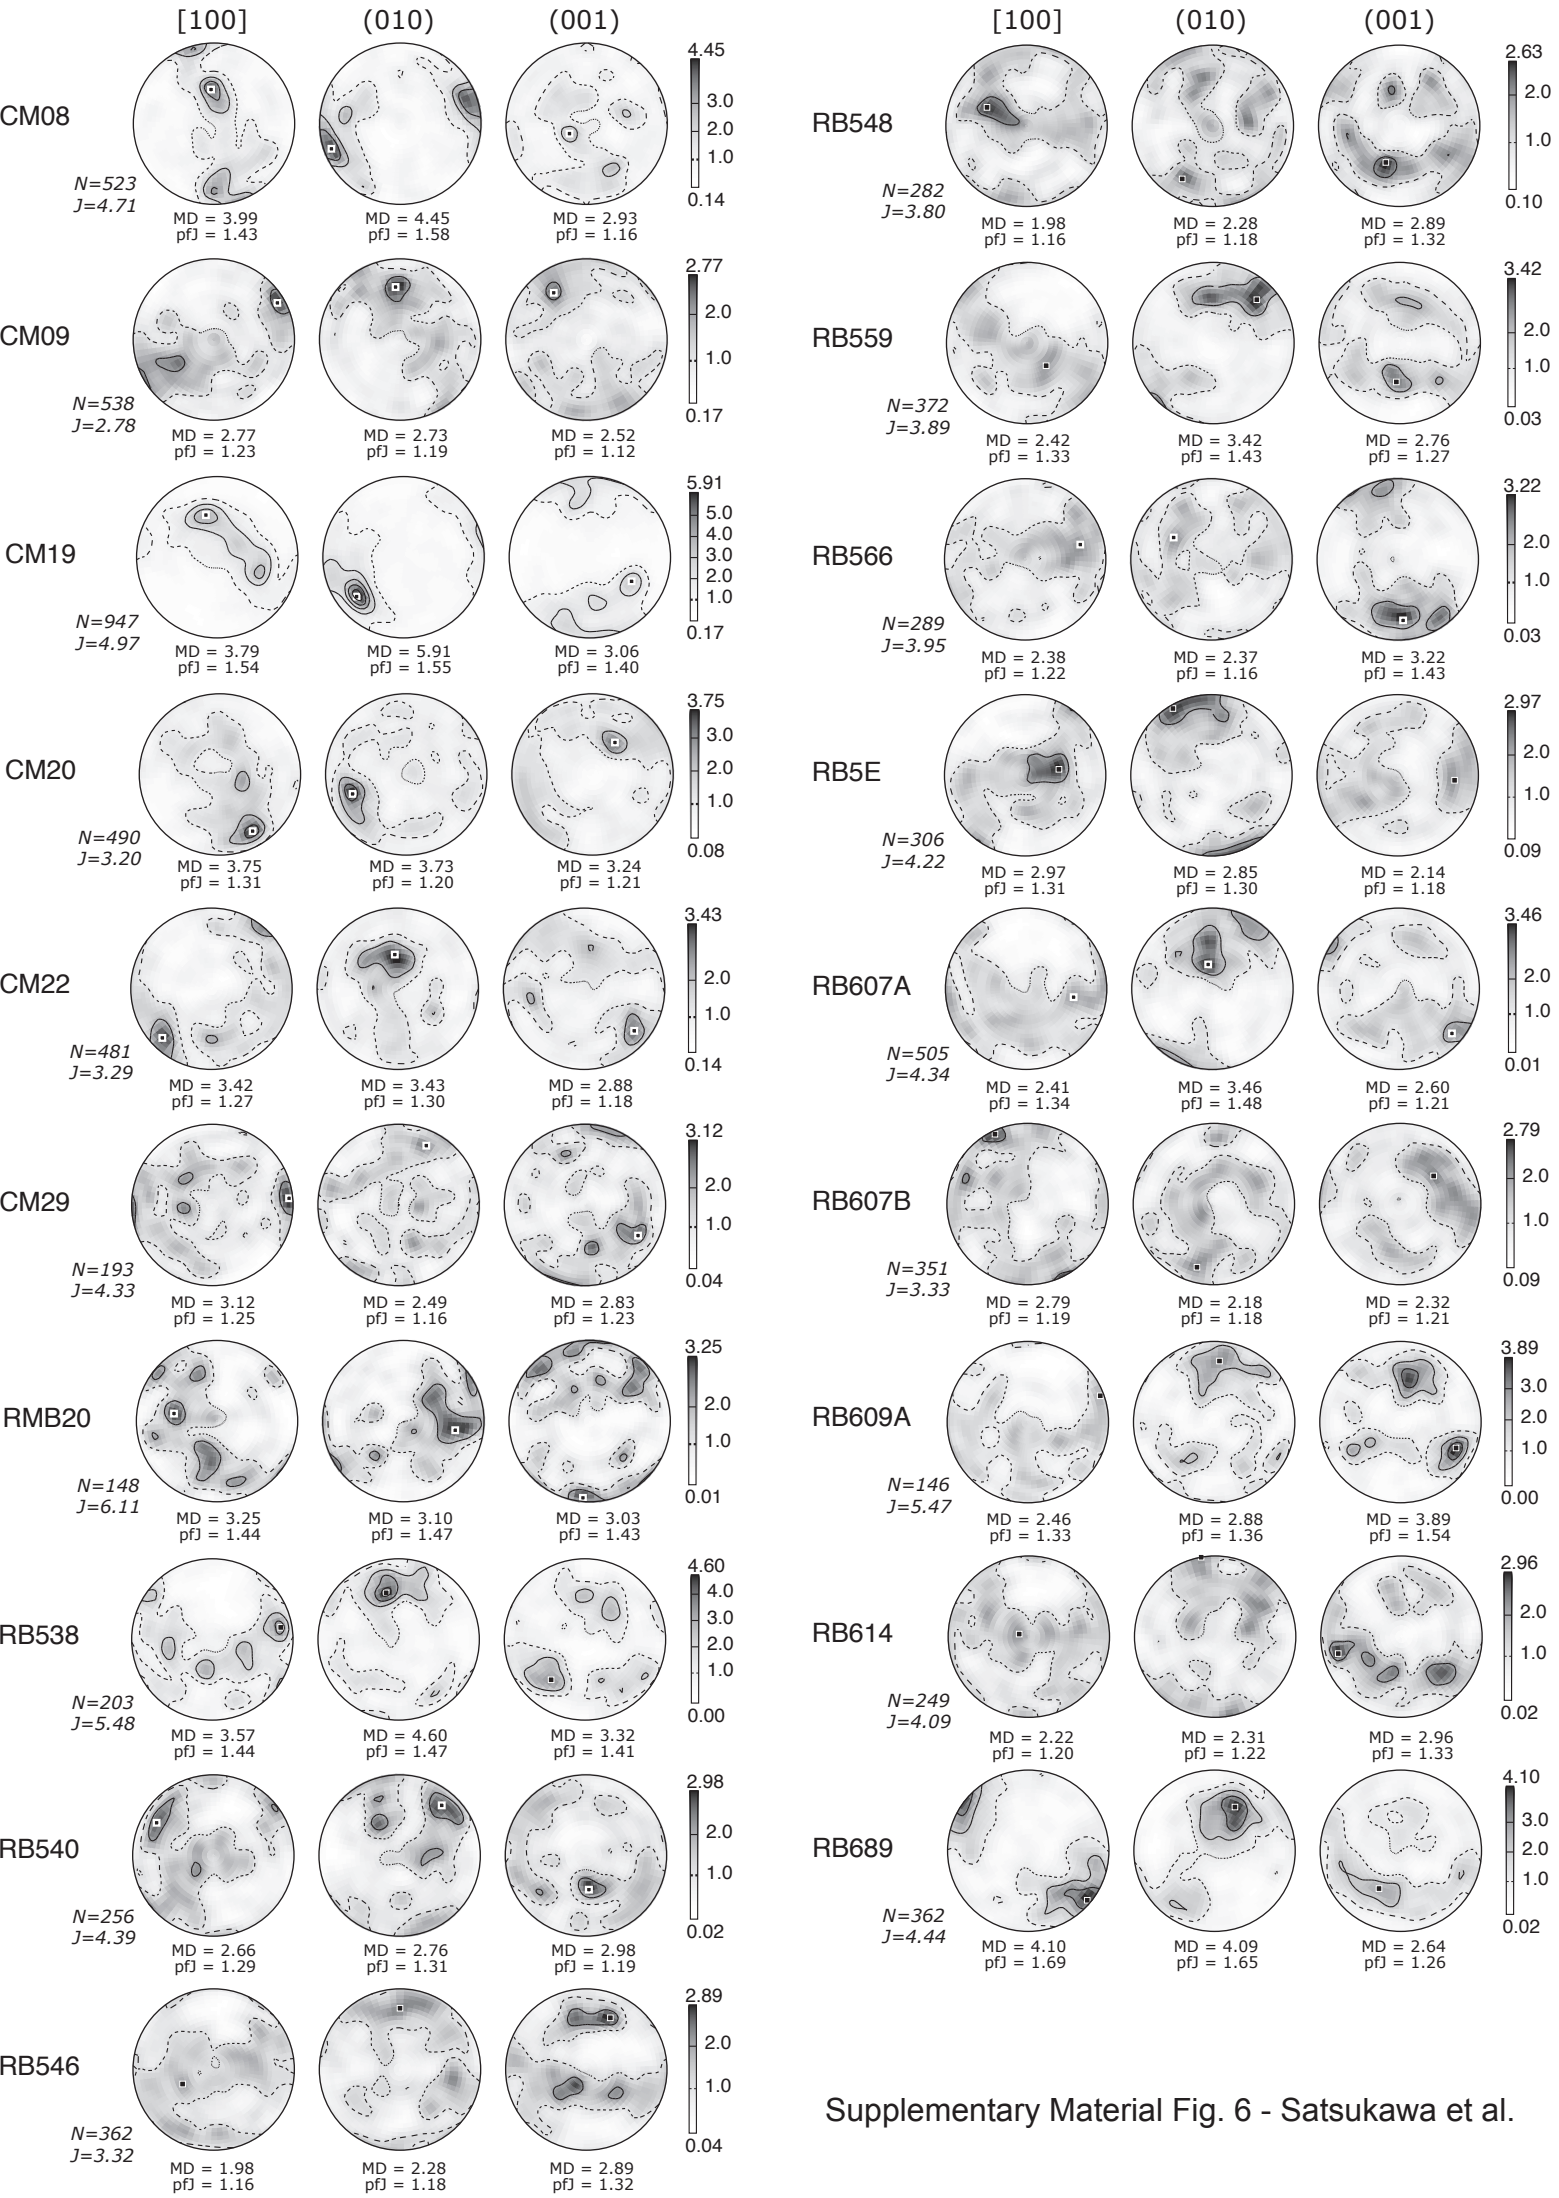 [100] (010) (001)
4.45
CM08
3.0
2.0
1.0
N=523
J=4.71
0.14
MD = 3.99 MD = 4.45 MD = 2.93
pfJ = 1.43 pfJ = 1.58 pfJ = 1.16
2.77
2.0
CM09
1.0
N=538
J=2.78
0.17
MD = 2.77 MD = 2.73 MD = 2.52
pfJ = 1.23 pfJ = 1.19 pfJ = 1.12
5.91
5.0
4.0
CM19
3.0
2.0
1.0
N=947
J=4.97
0.17
MD = 3.79 MD = 5.91 MD = 3.06
pfJ = 1.54 pfJ = 1.55 pfJ = 1.40
3.75
3.0
CM20
2.0
1.0
N=490
J=3.20
0.08
MD = 3.75 MD = 3.73 MD = 3.24
pfJ = 1.31 pfJ = 1.20 pfJ = 1.21
3.43
CM22
2.0
1.0
N=481
J=3.29
0.14
MD = 3.42 MD = 3.43 MD = 2.88
pfJ = 1.27 pfJ = 1.30 pfJ = 1.18
3.12
2.0
CM29
1.0
N=193
J=4.33
0.04
MD = 3.12 MD = 2.49 MD = 2.83
pfJ = 1.25 pfJ = 1.16 pfJ = 1.23
3.25
2.0
RMB20
1.0
N=148
J=6.11
0.01
MD = 3.25 MD = 3.10 MD = 3.03
pfJ = 1.44 pfJ = 1.47 pfJ = 1.43
4.60
4.0
3.0
RB538
2.0
1.0
N=203
J=5.48
0.00
MD = 3.57 MD = 4.60 MD = 3.32
pfJ = 1.44 pfJ = 1.47 pfJ = 1.41
2.98
2.0
RB540
1.0
N=256
J=4.39
0.02
MD = 2.66 MD = 2.76 MD = 2.98
pfJ = 1.29 pfJ = 1.31 pfJ = 1.19
2.89
2.0
RB546
1.0
N=362
J=3.32
0.04
MD = 1.98 MD = 2.28 MD = 2.89
pfJ = 1.16 pfJ = 1.18 pfJ = 1.32
[100] (010) (001)
2.63
2.0
RB548
1.0
N=282
J=3.80
0.10
MD = 1.98 MD = 2.28 MD = 2.89
pfJ = 1.16 pfJ = 1.18 pfJ = 1.32
3.42
2.0
RB559
1.0
N=372
J=3.89
0.03
MD = 2.42 MD = 3.42 MD = 2.76
pfJ = 1.33 pfJ = 1.43 pfJ = 1.27
3.22
2.0
RB566
1.0
N=289
J=3.95
0.03
MD = 2.38 MD = 2.37 MD = 3.22
pfJ = 1.22 pfJ = 1.16 pfJ = 1.43
2.97
2.0
RB5E
1.0
N=306
J=4.22
0.09
MD = 2.97 MD = 2.85 MD = 2.14
pfJ = 1.31 pfJ = 1.30 pfJ = 1.18
3.46
2.0
RB607A
1.0
N=505
J=4.34
0.01
MD = 2.41 MD = 3.46 MD = 2.60
pfJ = 1.34 pfJ = 1.48 pfJ = 1.21
2.79
2.0
RB607B
1.0
N=351
J=3.33
0.09
MD = 2.79 MD = 2.18 MD = 2.32
pfJ = 1.19 pfJ = 1.18 pfJ = 1.21
3.89
3.0
RB609A
2.0
1.0
N=146
J=5.47
0.00
MD = 2.46 MD = 2.88 MD = 3.89
pfJ = 1.33 pfJ = 1.36 pfJ = 1.54
2.96
2.0
RB614
1.0
N=249
J=4.09
0.02
MD = 2.22 MD = 2.31 MD = 2.96
pfJ = 1.20 pfJ = 1.22 pfJ = 1.33
4.10
3.0
RB689
2.0
1.0
N=362
J=4.44
0.02
MD = 4.10 MD = 4.09 MD = 2.64
pfJ = 1.69 pfJ = 1.65 pfJ = 1.26
Supplementary Material Fig. 6 - Satsukawa et al.